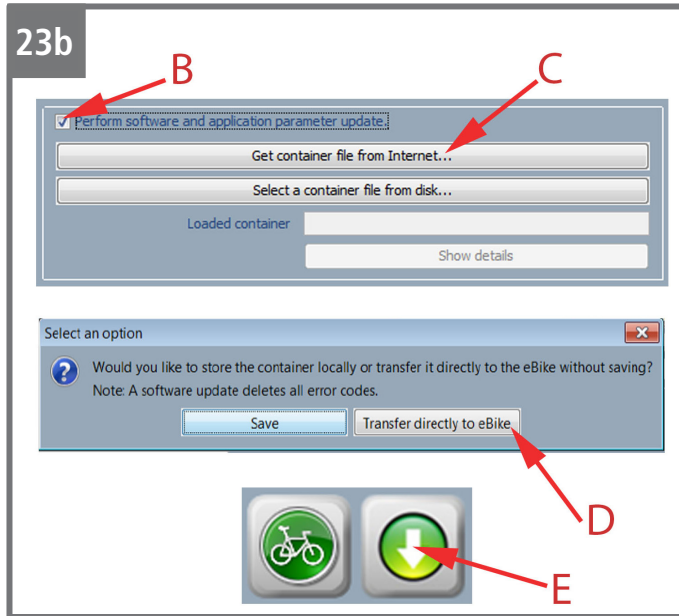 23b
B
C
Perform software and application parameter update.
Get container file from Internet...
Select a container file from disk...
Loaded container
Show details
Select an option
Would you like to store the container locally or transfer it directly to the eBike without saving?
Note: A software update deletes all error codes.
Save Transfer directly to eBike
D
E